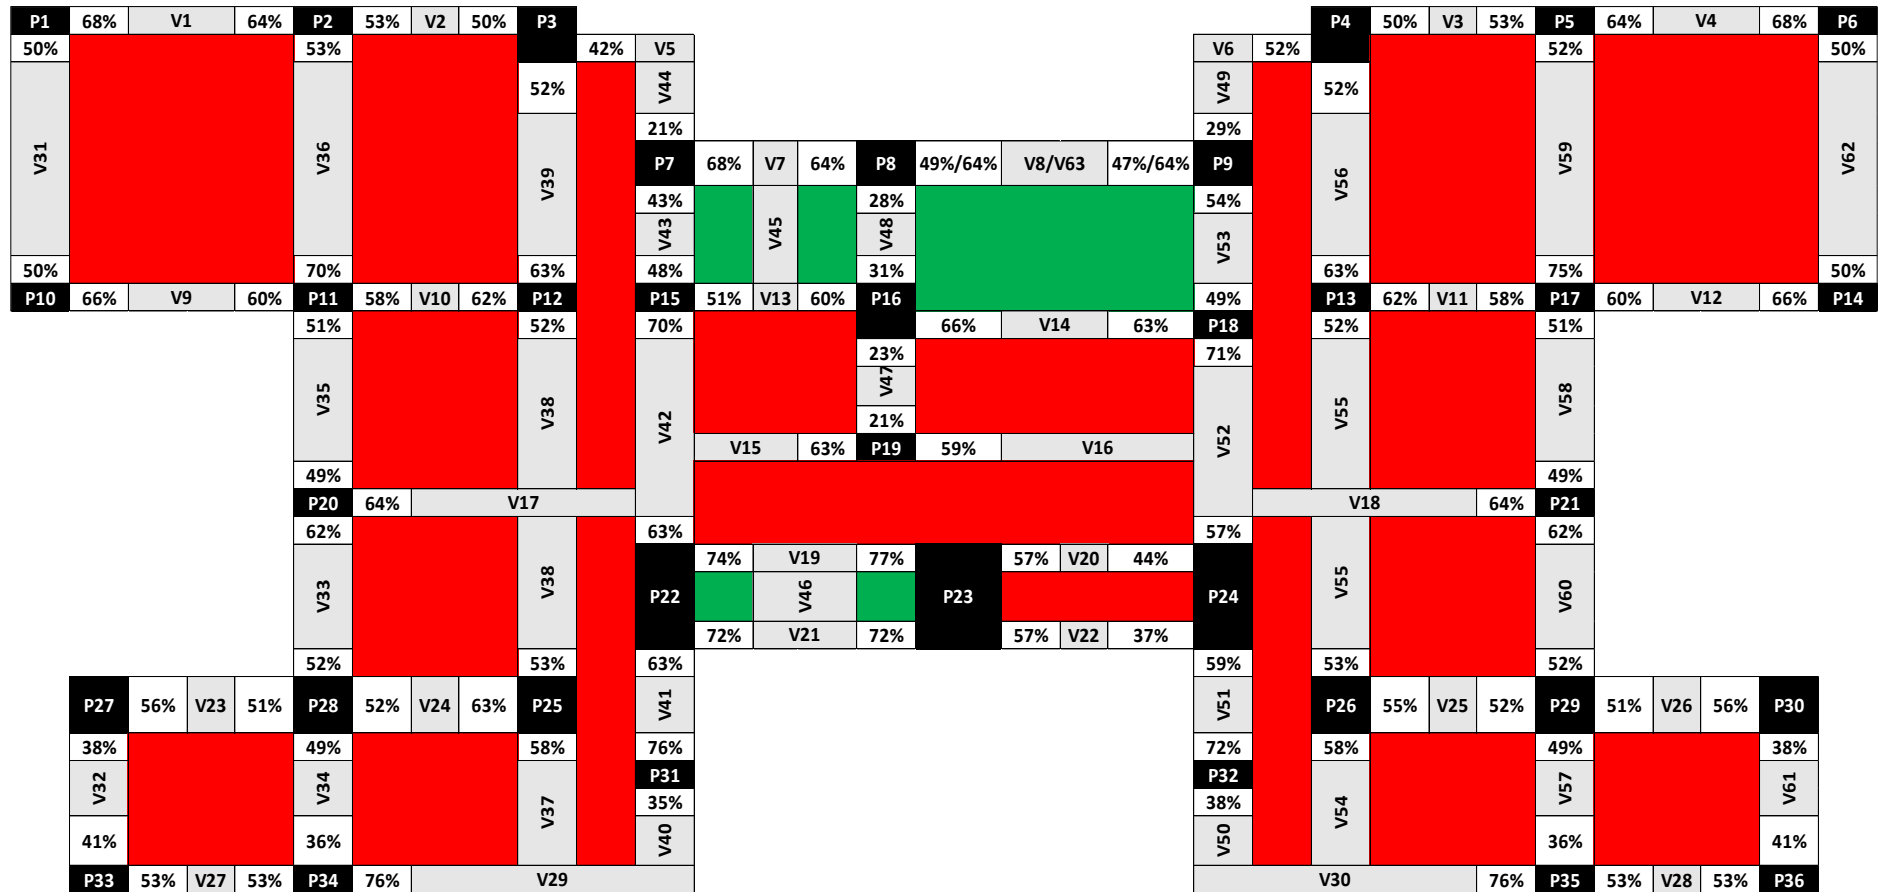 P1 68% V1 64% P2 53% V2 50% P3 P4 50% V3 53% P5 64% V4 68% P6
50% 53% 42% V5 V6 52% 52% 50%
V31 V36 52% V44 V49 52% V59 V62
21% 29%
V39 P7 68% V7 64% P8 49%/64% V8/V63 47%/64% P9 V56
43% 28% 54%
V43 V45 V48 V53
50% 70% 63% 48% 31% 63% 75% 50%
P10 66% V9 60% P11 58% V10 62% P12 P15 51% V13 60% P16 49% P13 62% V11 58% P17 60% V12 66% P14
51% 52% 70% 66% V14 63% P18 52% 51%
23% 71%
V35 V38 V42 V47 V52 V55 V58
21%
V15 63% P19 59% V16
49% 49%
P20 64% V17 V18 64% P21
62% 63% 57% 62%
74% V19 77% 57% V20 44%
V33 V38 P22 V46 P23 P24 V55 V60
72% V21 72% 57% V22 37%
52% 53% 63% 59% 53% 52%
P27 56% V23 51% P28 52% V24 63% P25 V41 V51 P26 55% V25 52% P29 51% V26 56% P30
38% 49% 58% 76% 72% 58% 49% 38%
V32 V34 V37 P31 P32 V54 V57 V61
35% 38%
41% 36% V40 V50 36% 41%
P33 53% V27 53% P34 76% V29 V30 76% P35 53% V28 53% P36